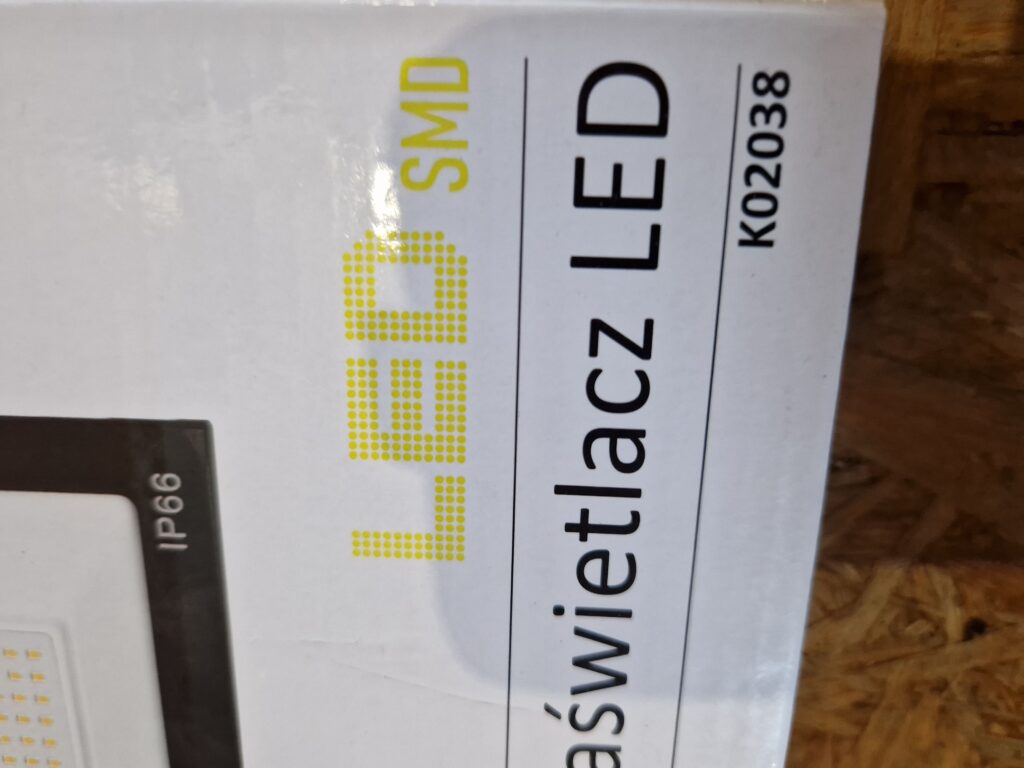 LED SMD
aświetlacz LED
K02038
IP66